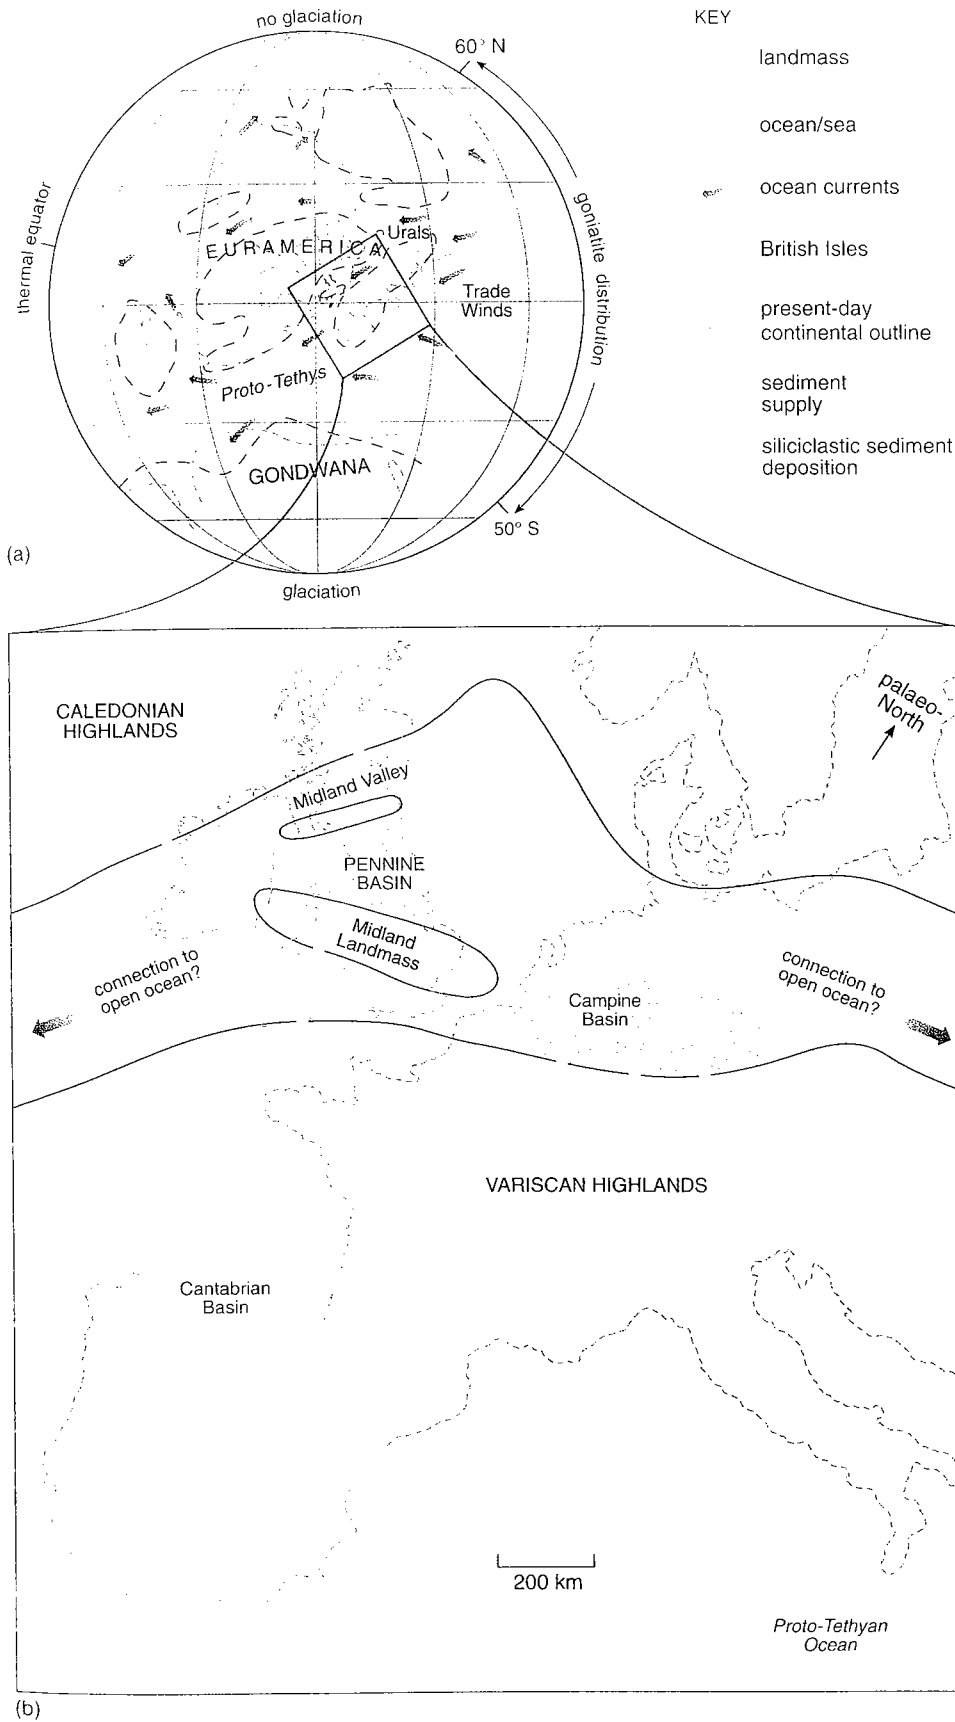 no glaciation
60° N
thermal equator
goniatite distribution
Urals
EURAMERICA
Trade
Winds
Proto-Tethys
GONDWANA
50° S
glaciation
(a)
KEY
landmass
ocean/sea
ocean currents
British Isles
present-day
continental outline
sediment
supply
siliciclastic sediment
deposition
CALEDONIAN
HIGHLANDS
palaeo-
North
Midland Valley
PENNINE
BASIN
Midland
Landmass
connection to
open ocean?
Campine
Basin
connection to
open ocean?
VARISCAN HIGHLANDS
Cantabrian
Basin
200 km
Proto-Tethyan
Ocean
(b)